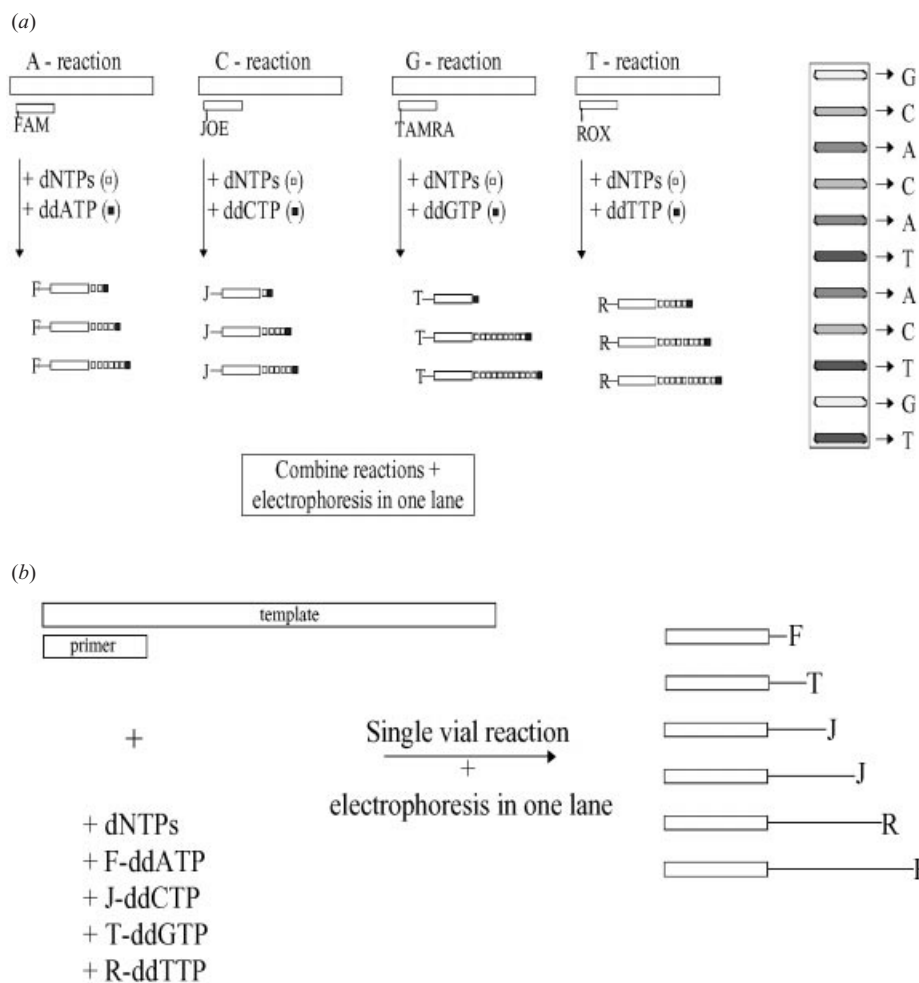 (a)
A - reaction C - reaction G - reaction T - reaction
FAM JOE TAMRA ROX
+ dNTPs (▫) + dNTPs (▫) + dNTPs (▫) + dNTPs (▫)
+ ddATP (▪) + ddCTP (▪) + ddGTP (▪) + ddTTP (▪)
F J T R
F J T R
F J T R
G
C
A
C
A
T
A
C
T
G
T
Combine reactions +
electrophoresis in one lane
(b)
template
primer
+
+ dNTPs
+ F-ddATP
+ J-ddCTP
+ T-ddGTP
+ R-ddTTP
Single vial reaction
+
electrophoresis in one lane
F
T
J
J
R